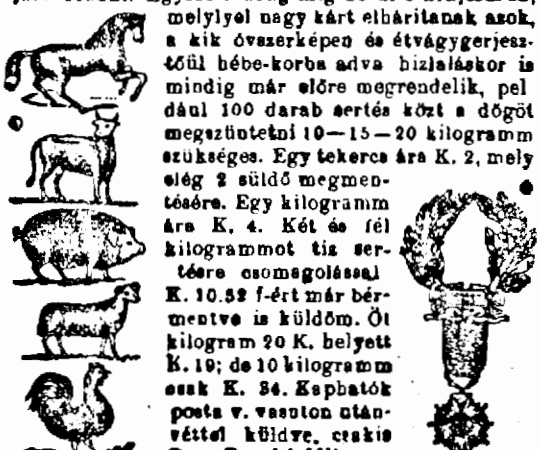 melylyel nagy kárt elháritanak azok,
a kik óvszerképen és étvágygerjesz-
tőül hébe-korba adva hizlaláskor is
mindig már előre megrendelik, pel
dául 100 darab sertés közt a dögöt
megszüntetni 10—15—20 kilogramm
szükséges. Egy tekercs ára K. 2, mely
elég 2 süldő megmen-
tésére. Egy kilogramm
ára K. 4. Két és fél
kilogrammot tiz ser-
tésre csomagolással
K. 10.52 f-ért már bér-
mentve is küldöm. Öt
kilogram 20 K. helyett
K. 19; de 10 kilogramm
csak K. 34. Kaphatók
posta v. vasuton után-
véttel küldve, csakis